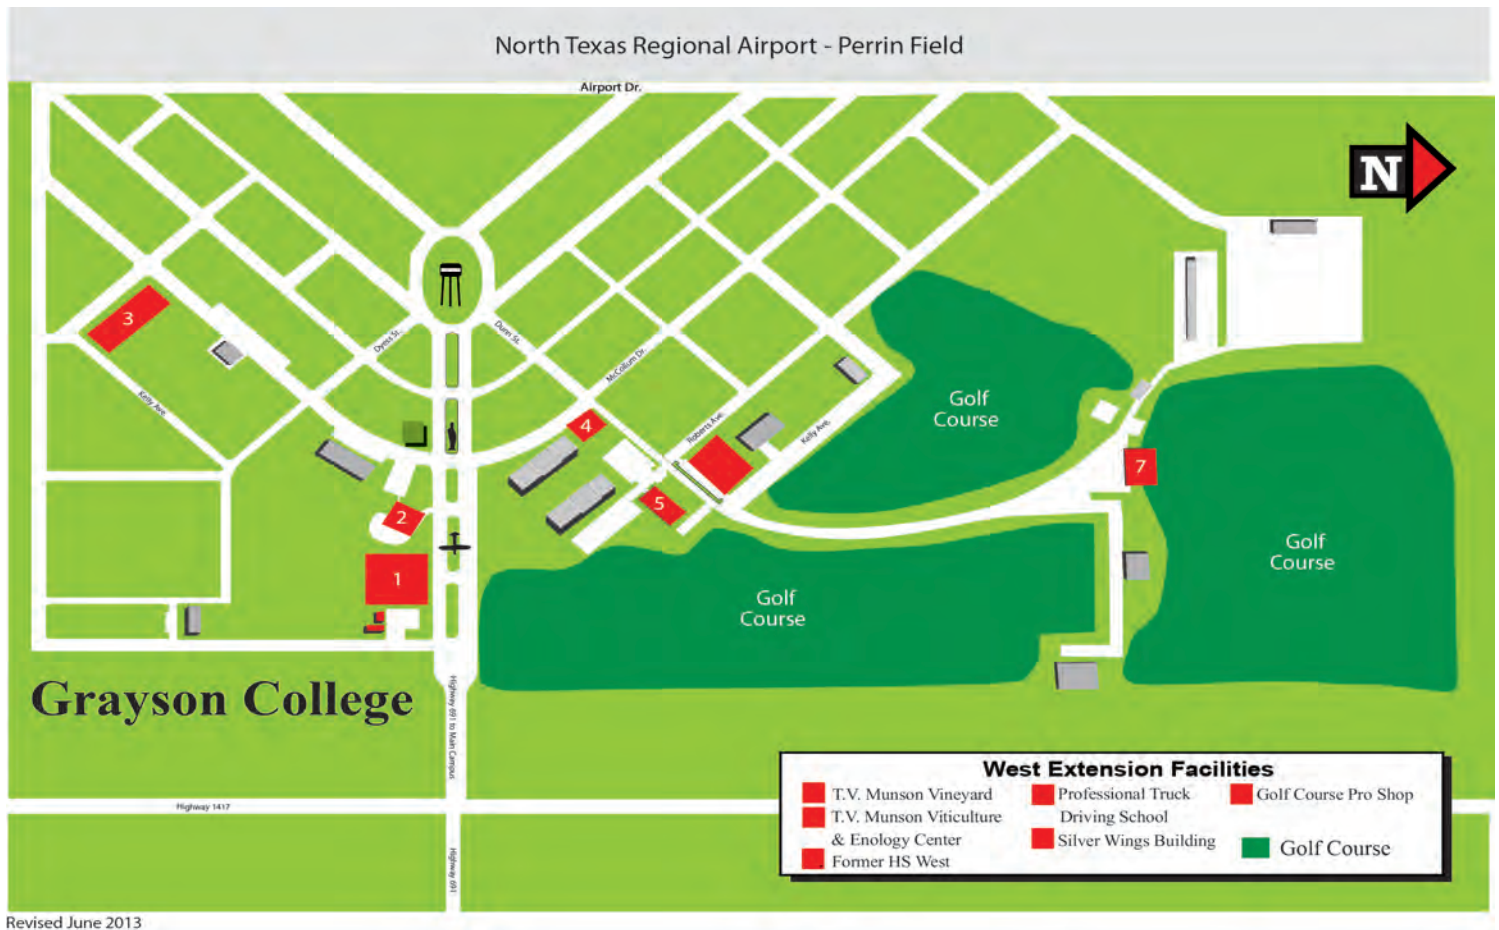 North Texas Regional Airport - Perrin Field
Airport Dr.
N
3
Dyess St.
Dunn St.
McCollum Dr.
Kelly Ave.
Golf
Course
4
Roberts Ave.
Kelly Ave.
7
5
2
1
Golf
Course
Golf
Course
Grayson College
Highway 691 to Main Campus
West Extension Facilities
T.V. Munson Vineyard
T.V. Munson Viticulture
& Enology Center
Former HS West
Professional Truck
Driving School
Silver Wings Building
Golf Course Pro Shop
Golf Course
Highway 1417
Highway 691
Revised June 2013